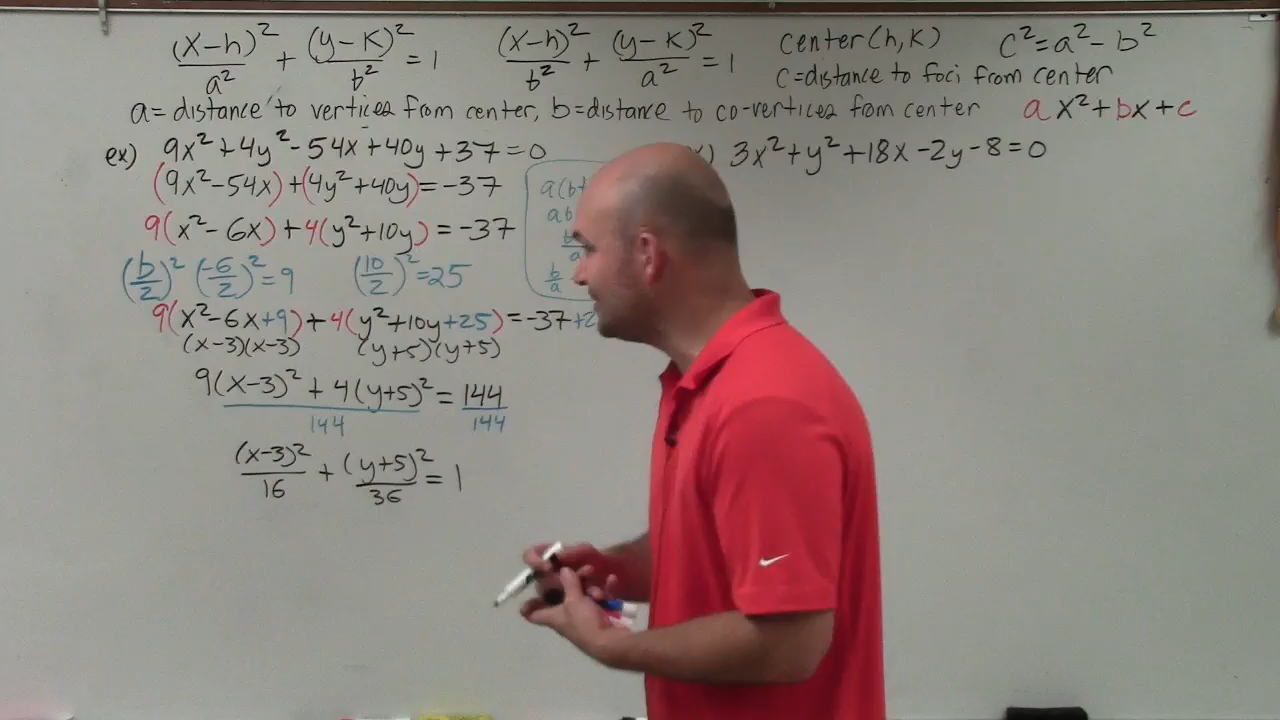 (x-h)²/a² + (y-k)²/b² = 1 (x-h)²/b² + (y-k)²/a² = 1 center(h,k) c²=a²-b²
c=distance to foci from center
a= distance to vertices from center, b=distance to co-vertices from center ax²+bx+c
ex) 9x²+4y²-54x+40y+37=0 ) 3x²+y²+18x-2y-8=0
(9x²-54x)+(4y²+40y)=-37 a(b+
9(x²-6x)+4(y²+10y)=-37 ab
(b/2)² (-6/2)²=9 (10/2)²=25 b/a
9(x²-6x+9)+4(y²+10y+25)=-37+2
(x-3)(x-3) (y+5)(y+5)
9(x-3)²+4(y+5)²=144
144 144
(x-3)²/16 + (y+5)²/36 = 1